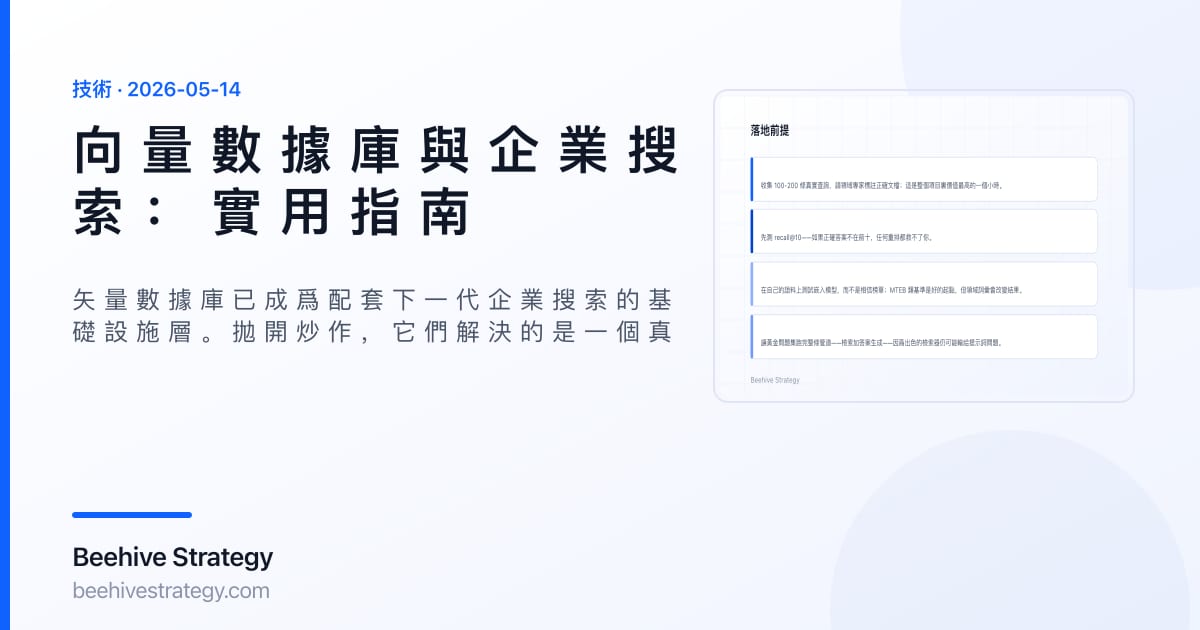 技術 · 2026-05-14
向量數據庫與企業搜
索：實用指南
矢量數據庫已成爲配套下一代企業搜索的基
礎設施層。拋開炒作，它們解決的是一個真
落地前提
收集 100-200 條真實查詢，請領域專家標註正確文檔：這是整個項目裏價值最高的一個小時。
先測 recall@10——如果正確答案不在前十，任何重排都救不了你。
在自己的語料上測試嵌入模型，而不是相信榜單：MTEB 類基準是好的起點，但領域詞彙會改變結果。
讓黃金問題集跑完整條管道——檢索加答案生成——因爲出色的檢索器仍可能輸給提示詞問題。
Beehive Strategy
Beehive Strategy
beehivestrategy.com